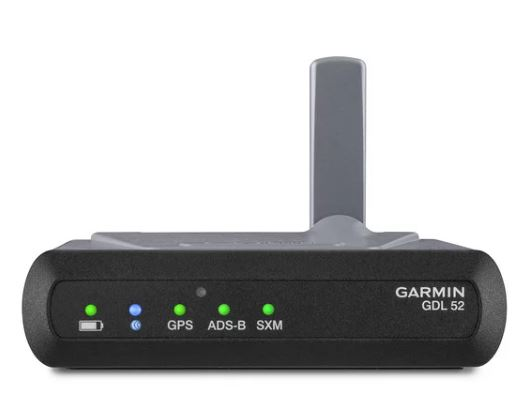 GARMIN
GDL 52
GPS ADS-B SXM